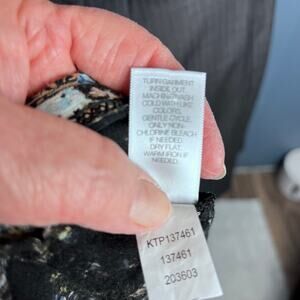 TURN GARMENT
INSIDE OUT.
MACHINE WASH
COLD WITH LIKE
COLORS,
GENTLE CYCLE.
ONLY NON-
CHLORINE BLEACH
IF NEEDED.
DRY FLAT.
WARM IRON IF
NEEDED.
KTP137461
137461
203603